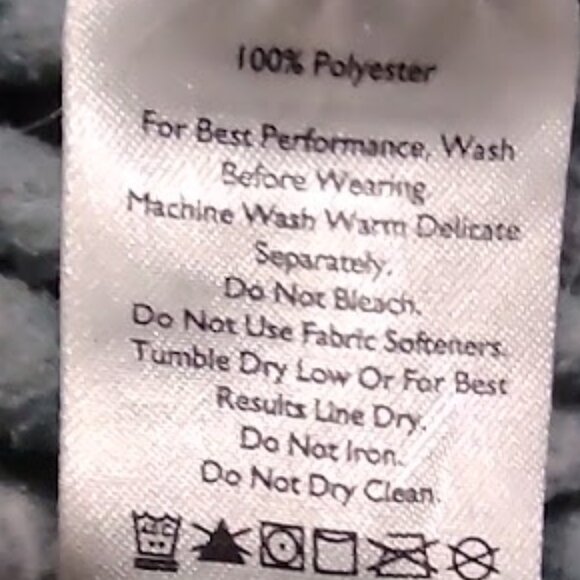 100% Polyester
For Best Performance, Wash
Before Wearing
Machine Wash Warm Delicate
Separately.
Do Not Bleach.
Do Not Use Fabric Softeners.
Tumble Dry Low Or For Best
Results Line Dry.
Do Not Iron.
Do Not Dry Clean.